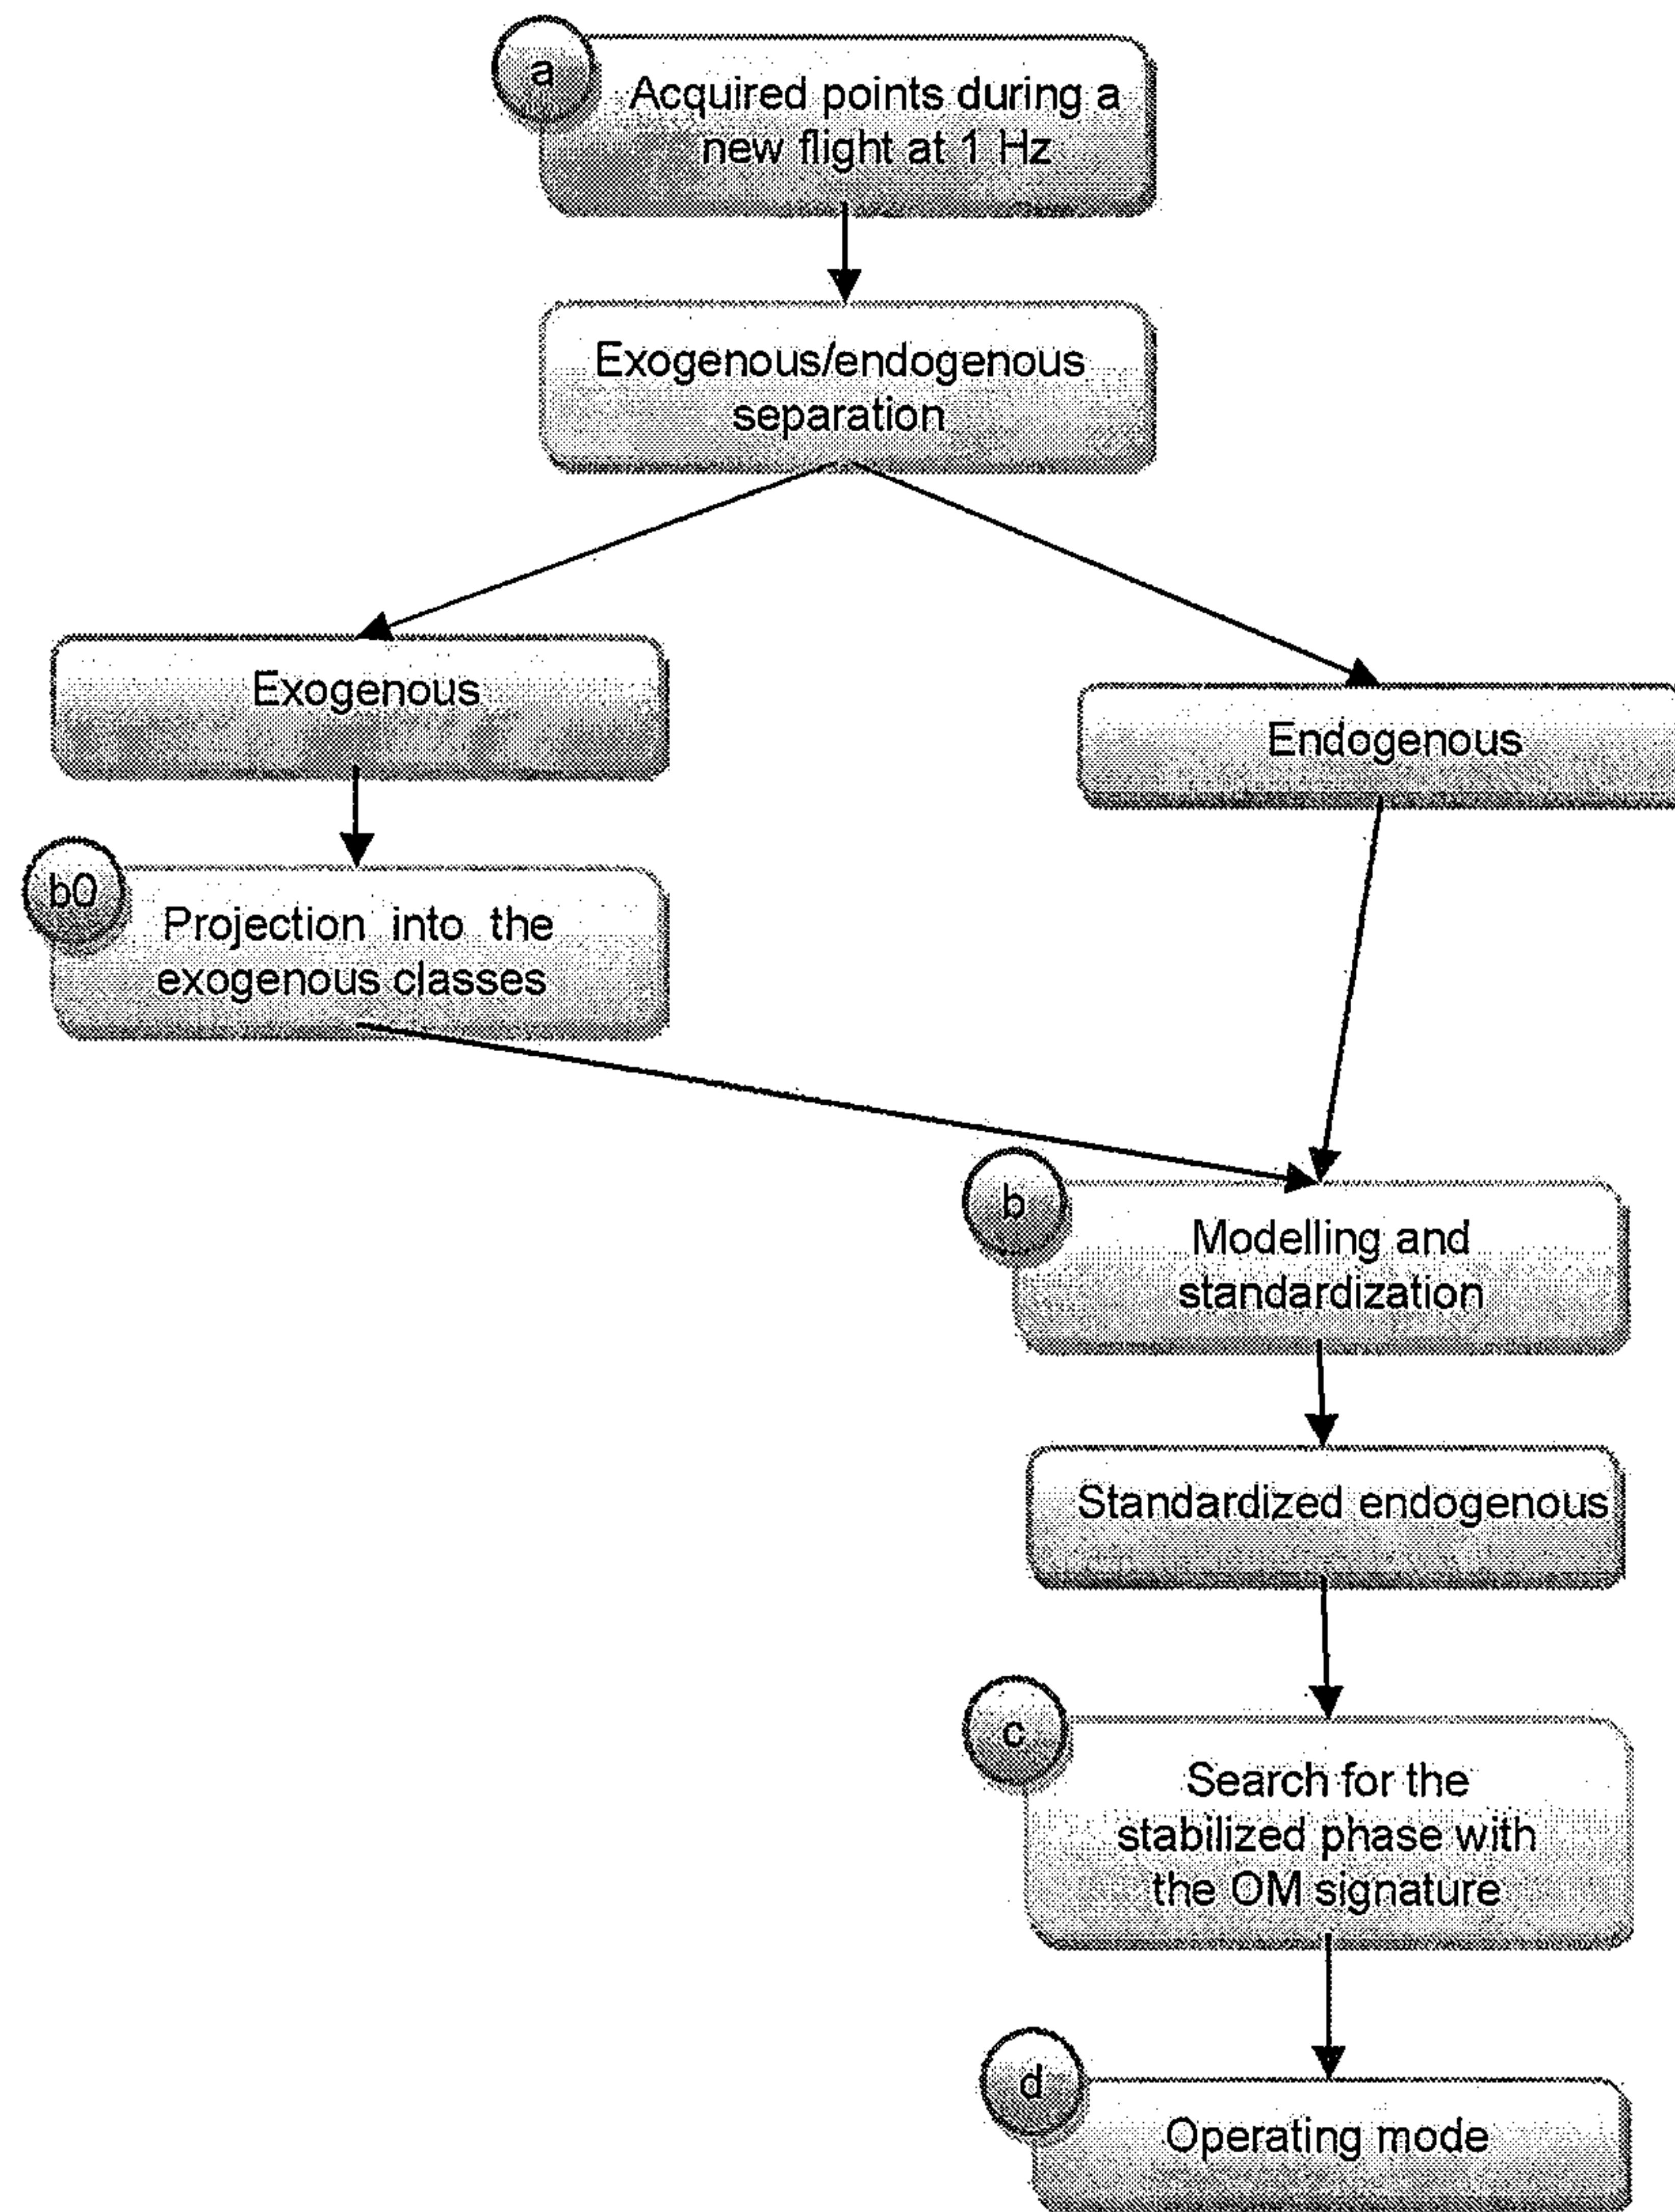 a
Acquired points during a
new flight at 1 Hz
Exogenous/endogenous
separation
Exogenous
Endogenous
b0
Projection into the
exogenous classes
b
Modelling and
standardization
Standardized endogenous
c
Search for the
stabilized phase with
the OM signature
d
Operating mode